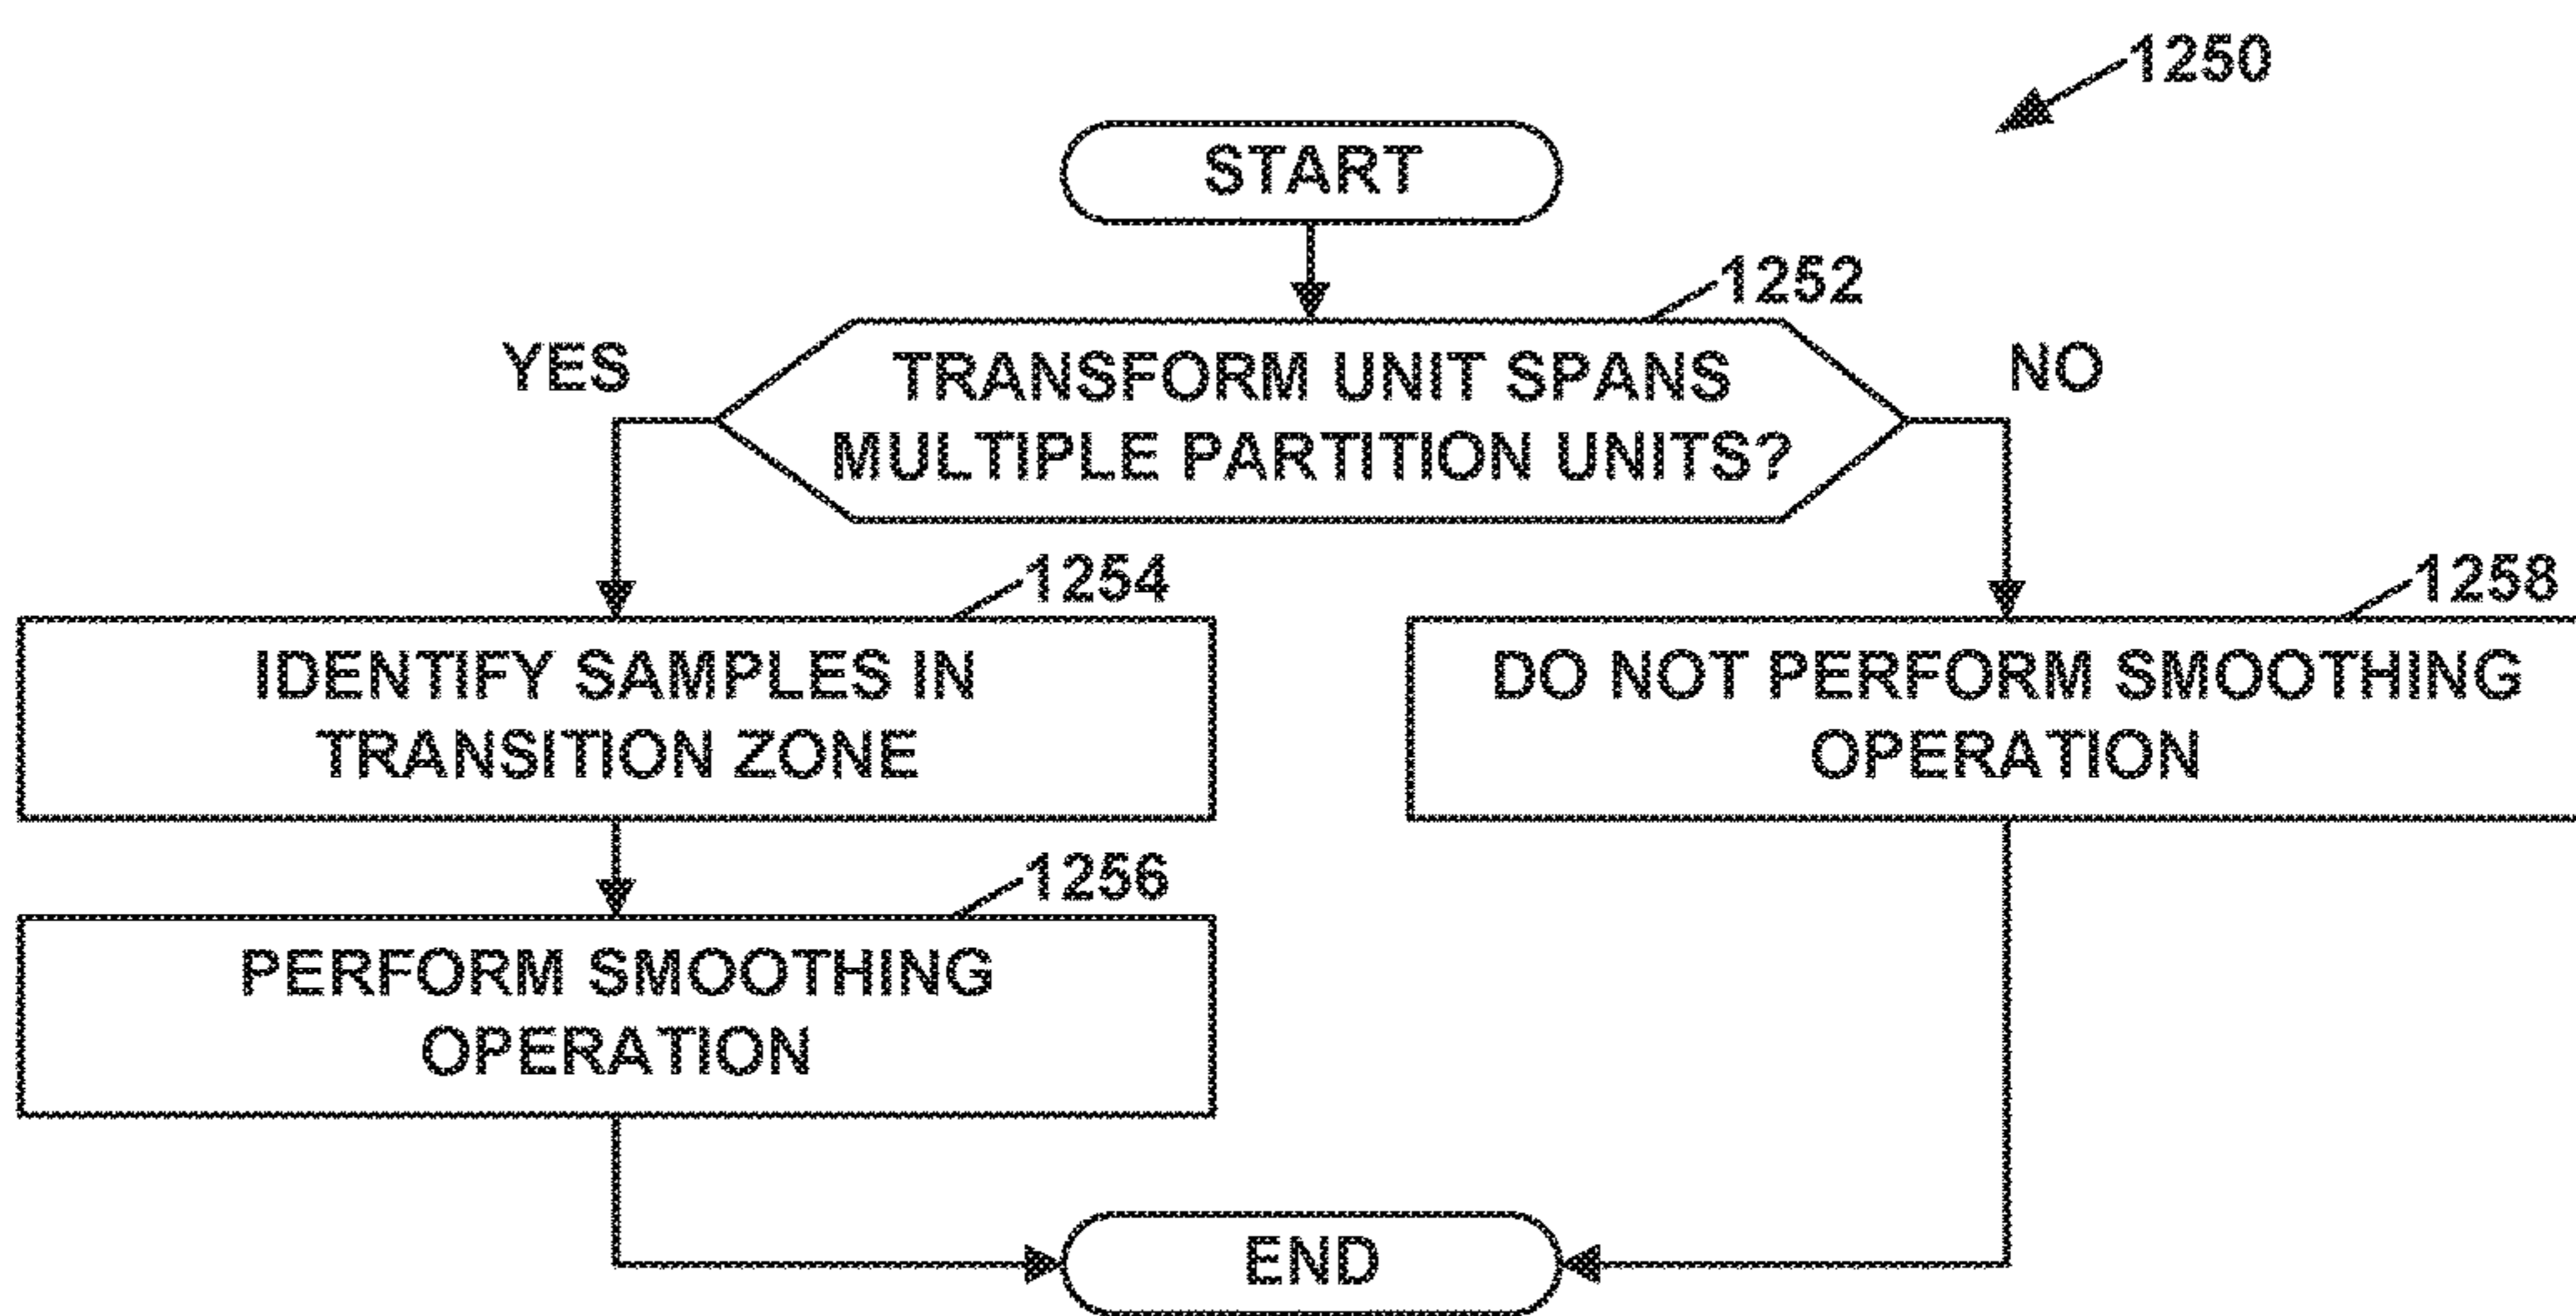 1250
START
1252
YES
TRANSFORM UNIT SPANS
MULTIPLE PARTITION UNITS?
NO
1254
IDENTIFY SAMPLES IN
TRANSITION ZONE
1258
DO NOT PERFORM SMOOTHING
OPERATION
1256
PERFORM SMOOTHING
OPERATION
END